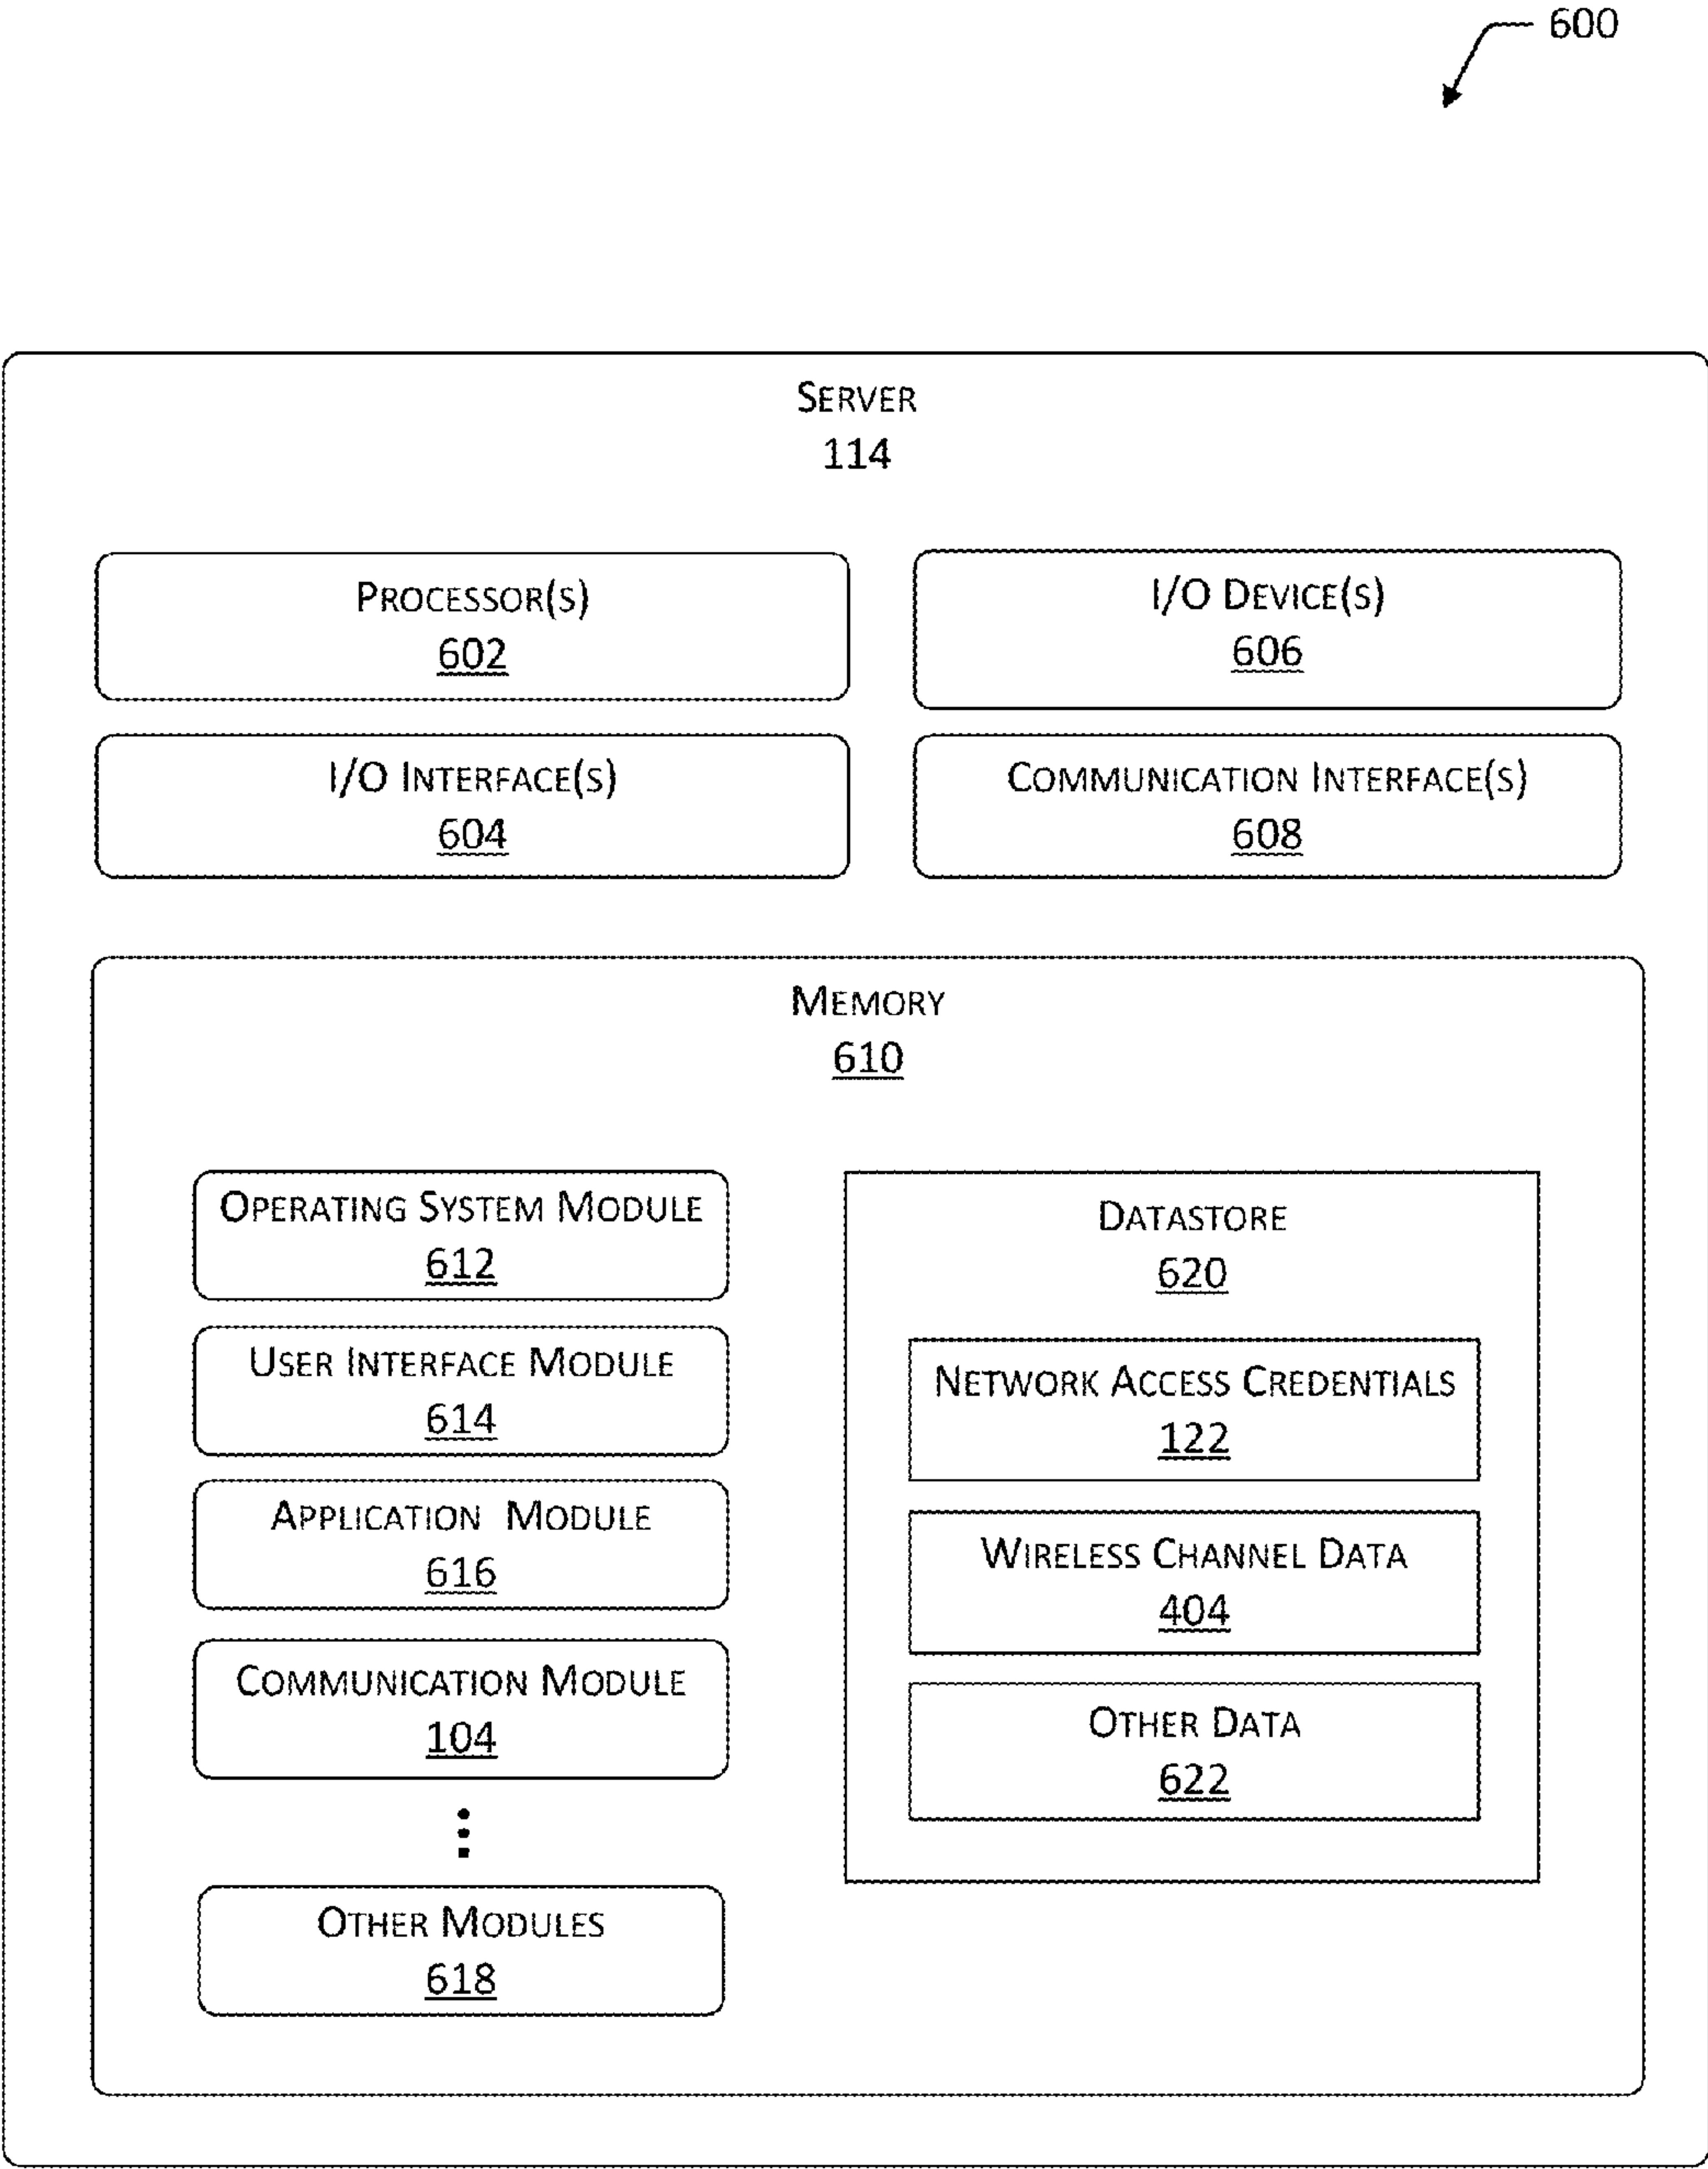 600
SERVER
114
PROCESSOR(S)
602
I/O DEVICE(S)
606
I/O INTERFACE(S)
604
COMMUNICATION INTERFACE(S)
608
MEMORY
610
OPERATING SYSTEM MODULE
612
USER INTERFACE MODULE
614
APPLICATION MODULE
616
COMMUNICATION MODULE
104
OTHER MODULES
618
DATASTORE
620
NETWORK ACCESS CREDENTIALS
122
WIRELESS CHANNEL DATA
404
OTHER DATA
622